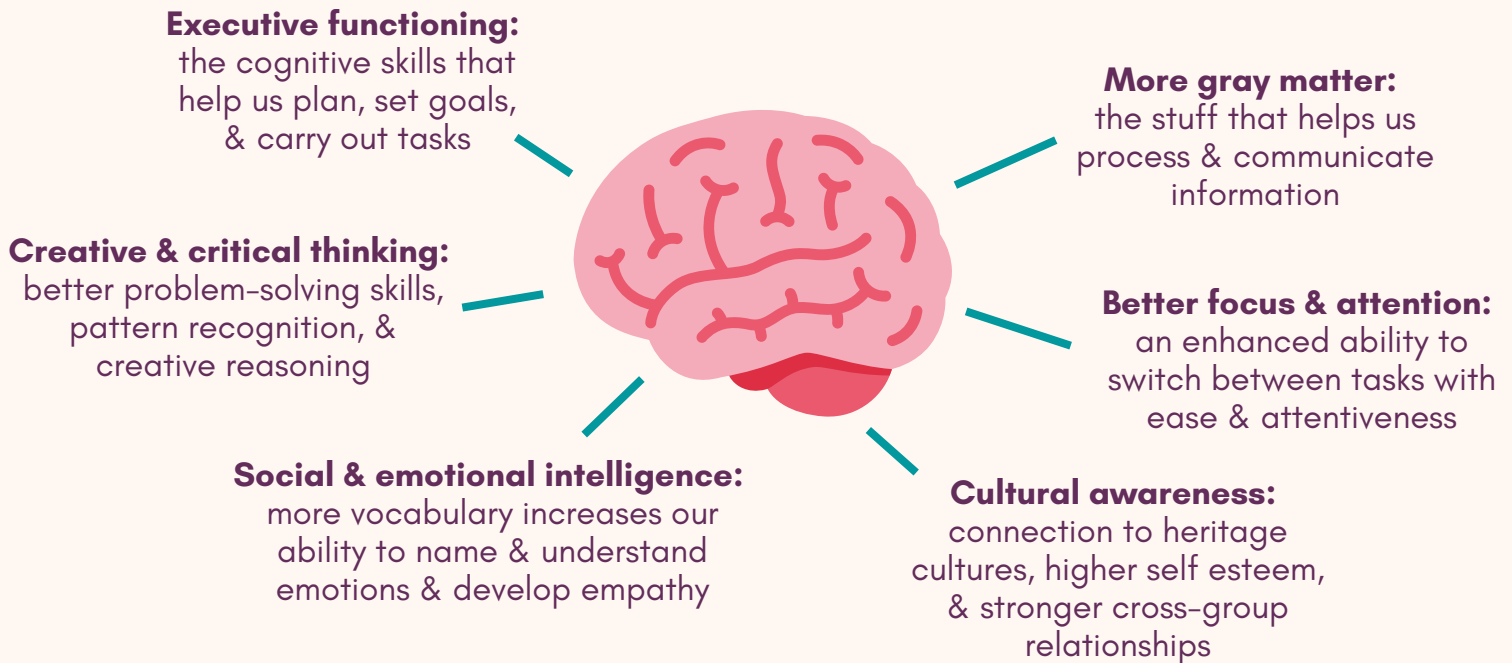 Executive functioning:
the cognitive skills that
help us plan, set goals,
& carry out tasks
More gray matter:
the stuff that helps us
process & communicate
information
Creative & critical thinking:
better problem-solving skills,
pattern recognition, &
creative reasoning
Better focus & attention:
an enhanced ability to
switch between tasks with
ease & attentiveness
Social & emotional intelligence:
more vocabulary increases our
ability to name & understand
emotions & develop empathy
Cultural awareness:
connection to heritage
cultures, higher self esteem,
& stronger cross-group
relationships